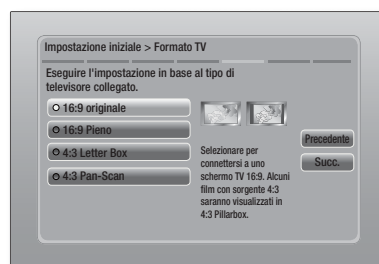 Impostazione iniziale > Formato TV
Eseguire l'impostazione in base al tipo di
televisore collegato.
16:9 originale
16:9 Pieno
4:3 Letter Box
4:3 Pan-Scan
Selezionare per
connettersi a uno
schermo TV 16:9. Alcuni
film con sorgente 4:3
saranno visualizzati in
4:3 Pillarbox.
Precedente
Succ.